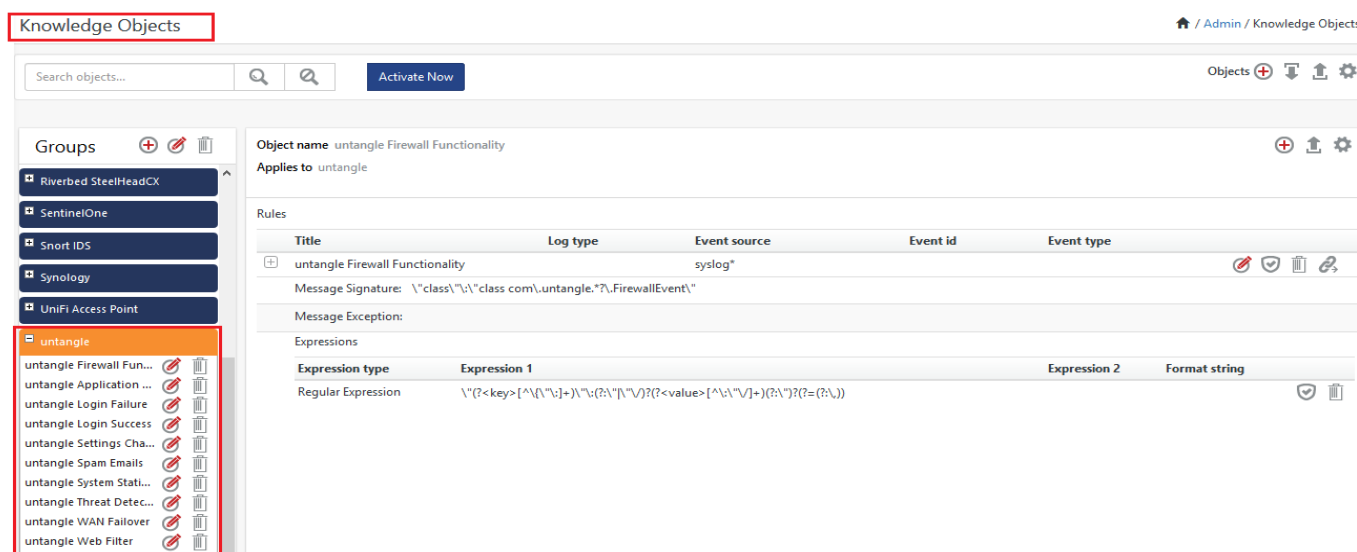 Knowledge Objects
/ Admin / Knowledge Objects
Search objects...
Activate Now
Objects
Groups
Riverbed SteelHeadCX
SentinelOne
Snort IDS
Synology
UniFi Access Point
untangle
untangle Firewall Fun...
untangle Application ...
untangle Login Failure
untangle Login Success
untangle Settings Cha...
untangle Spam Emails
untangle System Stati...
untangle Threat Detec...
untangle WAN Failover
untangle Web Filter
Object name untangle Firewall Functionality
Applies to untangle
Rules
Title Log type Event source Event id Event type
untangle Firewall Functionality syslog*
Message Signature: \"class\"\:\"class com\.untangle.*?\.FirewallEvent\"
Message Exception:
Expressions
Expression type Expression 1 Expression 2 Format string
Regular Expression \"(?<key>[^\{\"\:]+)\"\:(?:\"|\"\/)?(?<value>[^\:\"\/]+)(?:\")?(?=(?:\,))